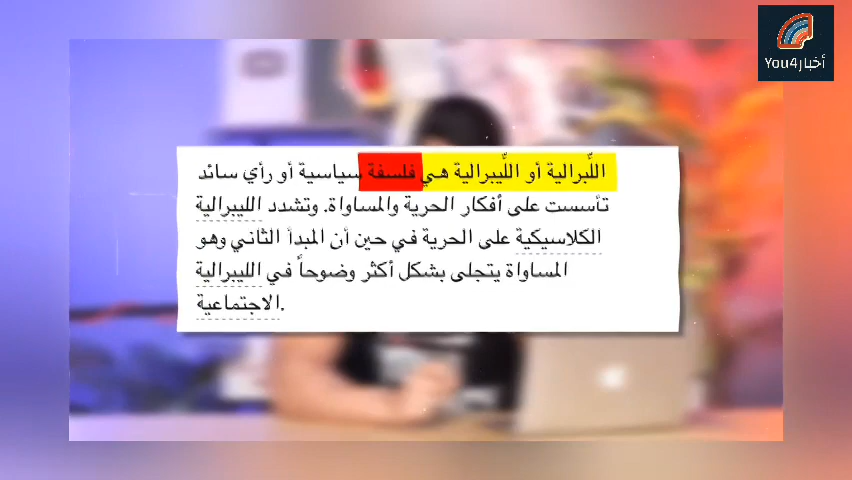 أخبار You4
اللّبرالية أو اللّيبرالية هي فلسفة سياسية أو رأي سائد
تأسست على أفكار الحرية والمساواة. وتشدد الليبرالية
الكلاسيكية على الحرية في حين أن المبدأ الثاني وهو
المساواة يتجلى بشكل أكثر وضوحاً في الليبرالية
الاجتماعية.